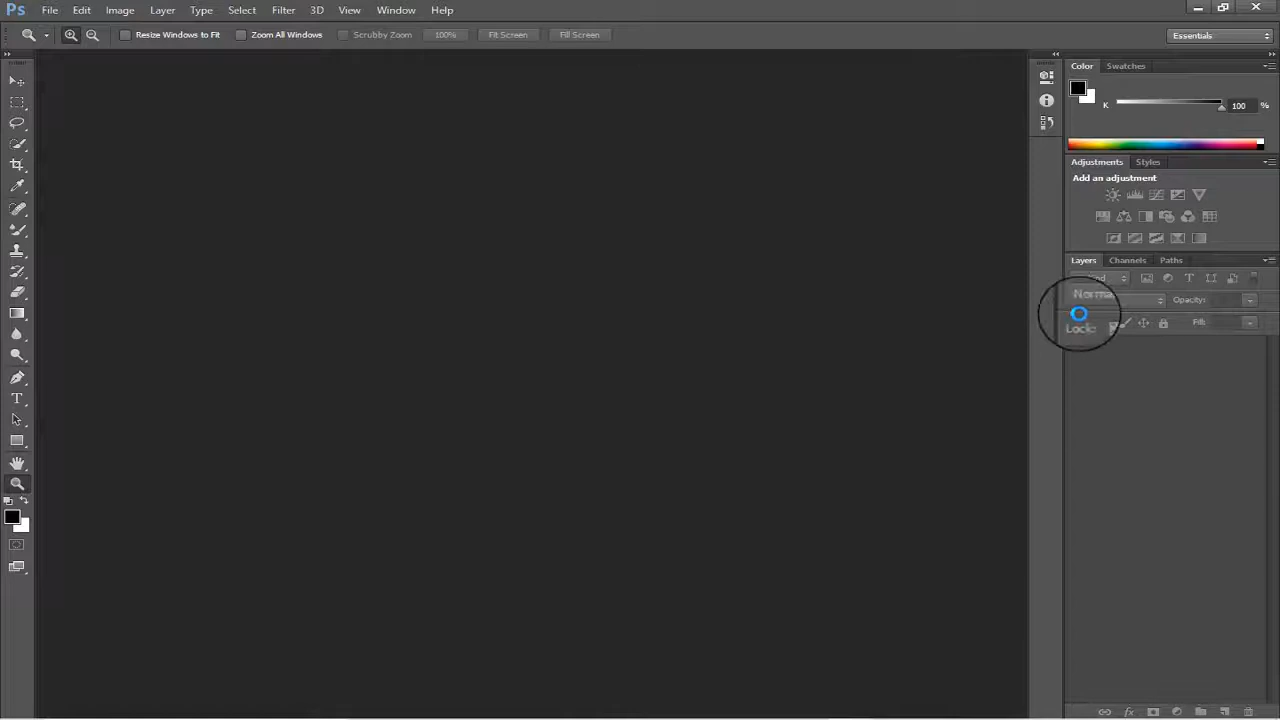 Ps File Edit Image Layer Type Select Filter 3D View Window Help
Resize Windows to Fit Zoom All Windows Scrubby Zoom 100% Fit Screen Fill Screen Essentials
Color Swatches
K 100 %
Adjustments Styles
Add an adjustment
Layers Channels Paths
Opacity:
Lock: Fill:
fx